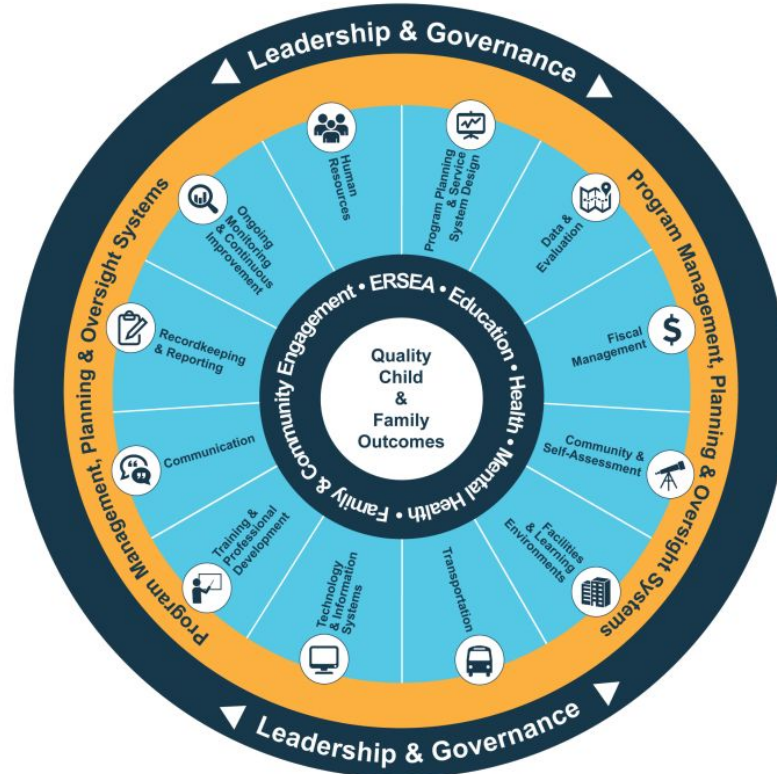 Leadership & Governance
Program Management, Planning & Oversight Systems
Program Management, Planning & Oversight Systems
Human
Resources
Program Planning
& Service
System Design
Data &
Evaluation
Fiscal
Management
Community &
Self-Assessment
Facilities
& Learning
Environments
Transportation
Technology
& Information
Systems
Training &
Professional
Development
Communication
Recordkeeping
& Reporting
Ongoing
Monitoring
& Continuous
Improvement
Family & Community Engagement • ERSEA • Education • Health • Mental Health •
Quality
Child
&
Family
Outcomes
Leadership & Governance